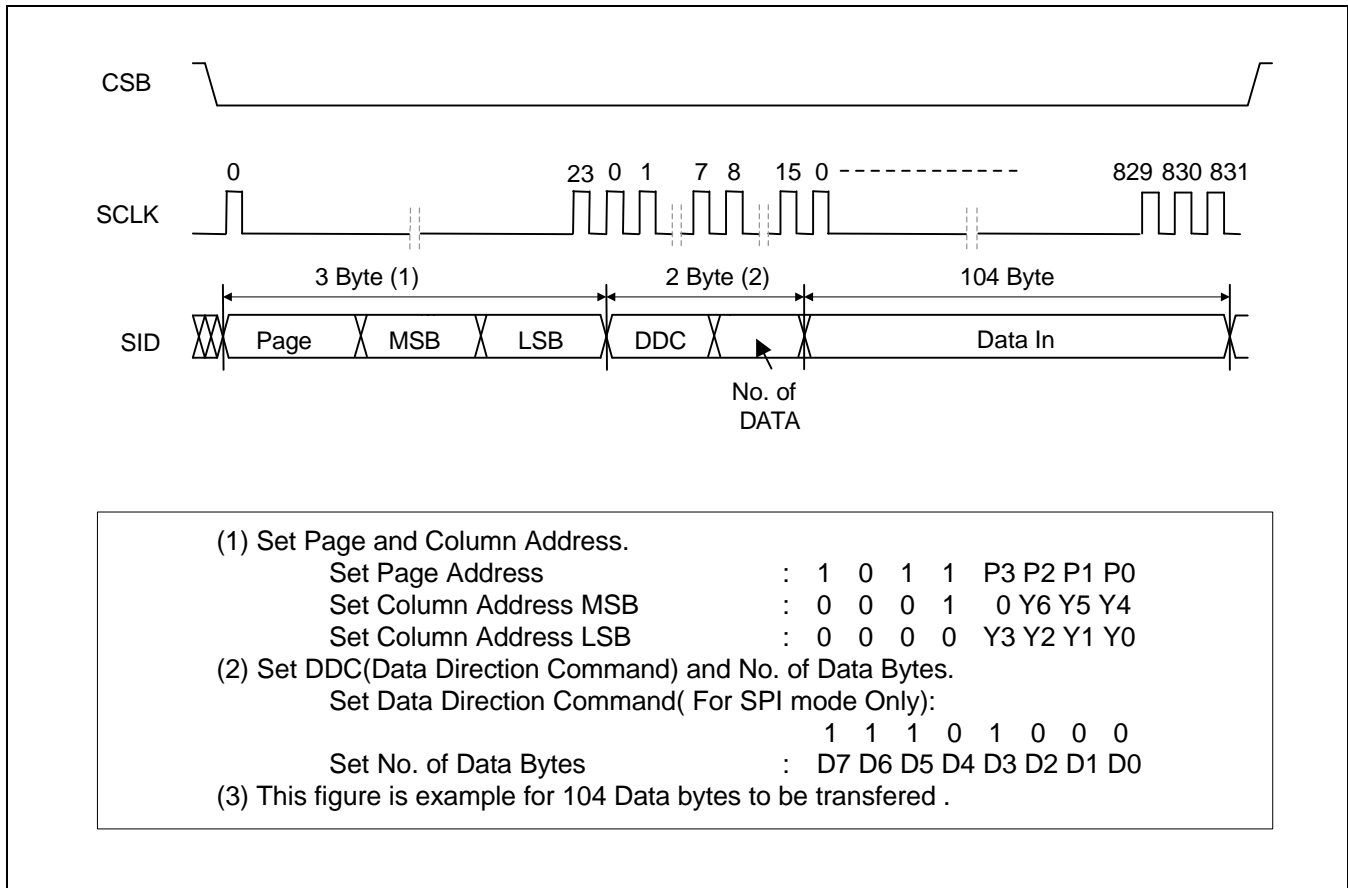 CSB
0 23 0 1 7 8 15 0 829 830 831
SCLK
3 Byte (1) 2 Byte (2) 104 Byte
SID Page MSB LSB DDC Data In
No. of
DATA
(1) Set Page and Column Address.
Set Page Address : 1 0 1 1 P3 P2 P1 P0
Set Column Address MSB : 0 0 0 1 0 Y6 Y5 Y4
Set Column Address LSB : 0 0 0 0 Y3 Y2 Y1 Y0
(2) Set DDC(Data Direction Command) and No. of Data Bytes.
Set Data Direction Command( For SPI mode Only):
1 1 1 0 1 0 0 0
Set No. of Data Bytes : D7 D6 D5 D4 D3 D2 D1 D0
(3) This figure is example for 104 Data bytes to be transfered .